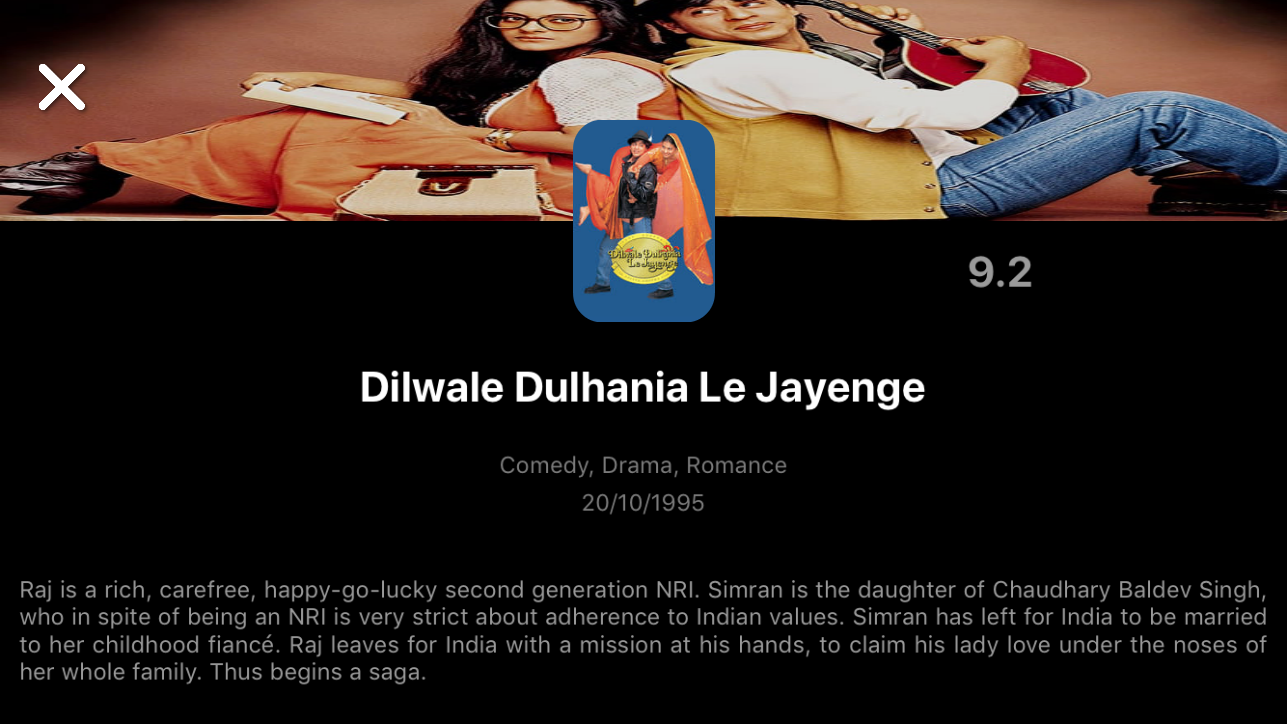 Dilwale Dulhania
Le Jayenge
9.2
Dilwale Dulhania Le Jayenge
Comedy, Drama, Romance
20/10/1995
Raj is a rich, carefree, happy-go-lucky second generation NRI. Simran is the daughter of Chaudhary Baldev Singh,
who in spite of being an NRI is very strict about adherence to Indian values. Simran has left for India to be married
to her childhood fiancé. Raj leaves for India with a mission at his hands, to claim his lady love under the noses of
her whole family. Thus begins a saga.